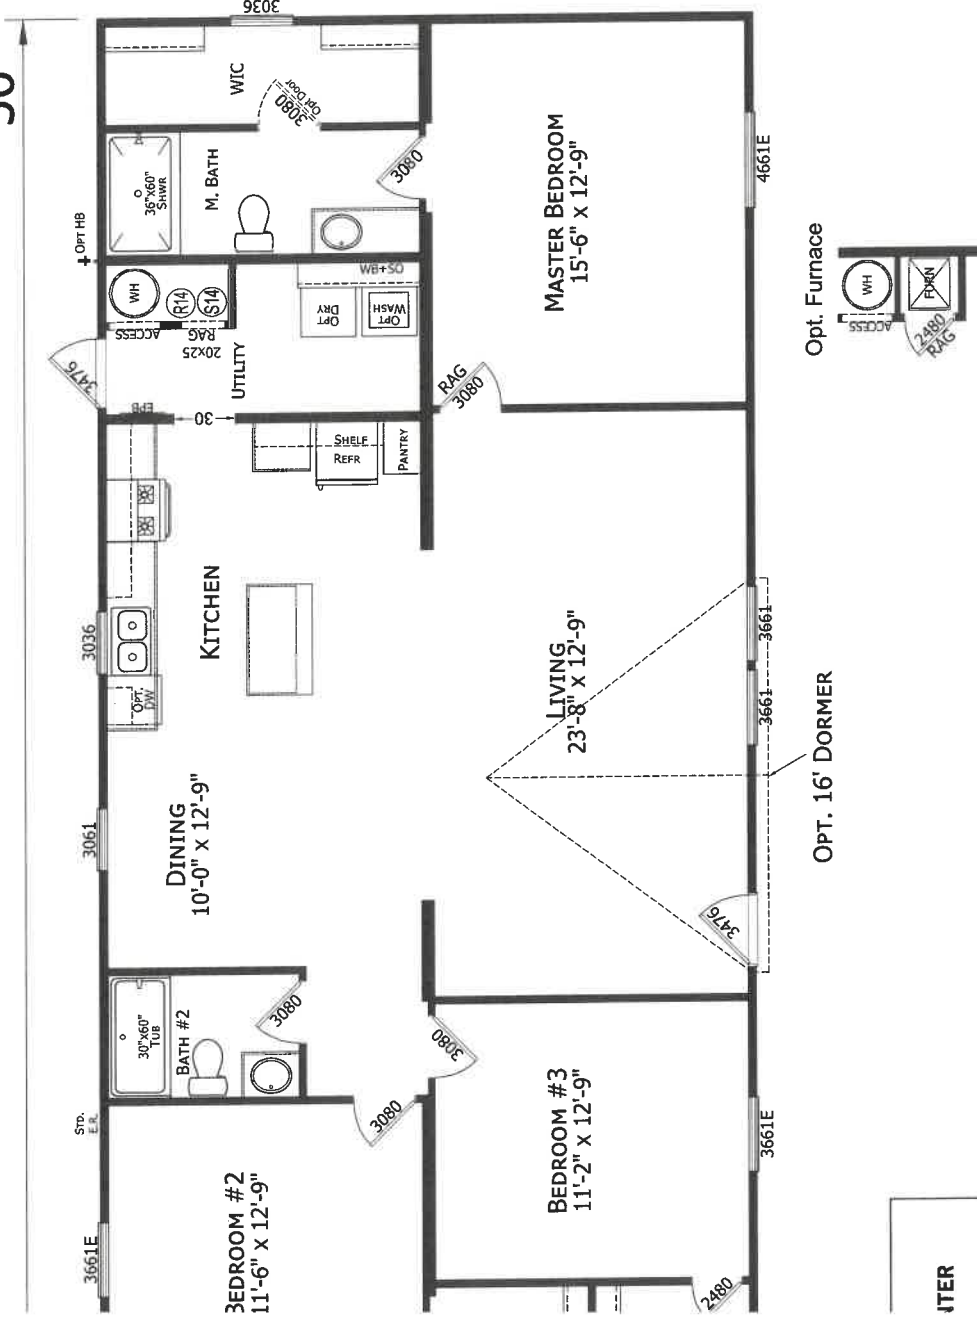 3036
WIC
3080
Opt Door
36"x60"
SHWR
M. BATH
3080
MASTER BEDROOM
15'-6" x 12'-9"
4661E
OPT HB
WH
R14
S14
ACCESS
RAG
20x25
WB+SO
OPT
DRY
OPT
WASH
UTILITY
3476
EPB
30
RAG
3080
SHELF
REFR
PANTRY
Opt. Furnace
WH
FURN
ACCESS
2480
RAG
3036
KITCHEN
OPT.
DW
LIVING
23'-8" x 12'-9"
3661
3661
OPT. 16' DORMER
3061
DINING
10'-0" x 12'-9"
3476
30"x60"
TUB
BATH #2
3080
3080
3080
STD.
E.R.
BEDROOM #3
11'-2" x 12'-9"
3661E
3661E
BEDROOM #2
11'-6" x 12'-9"
2480